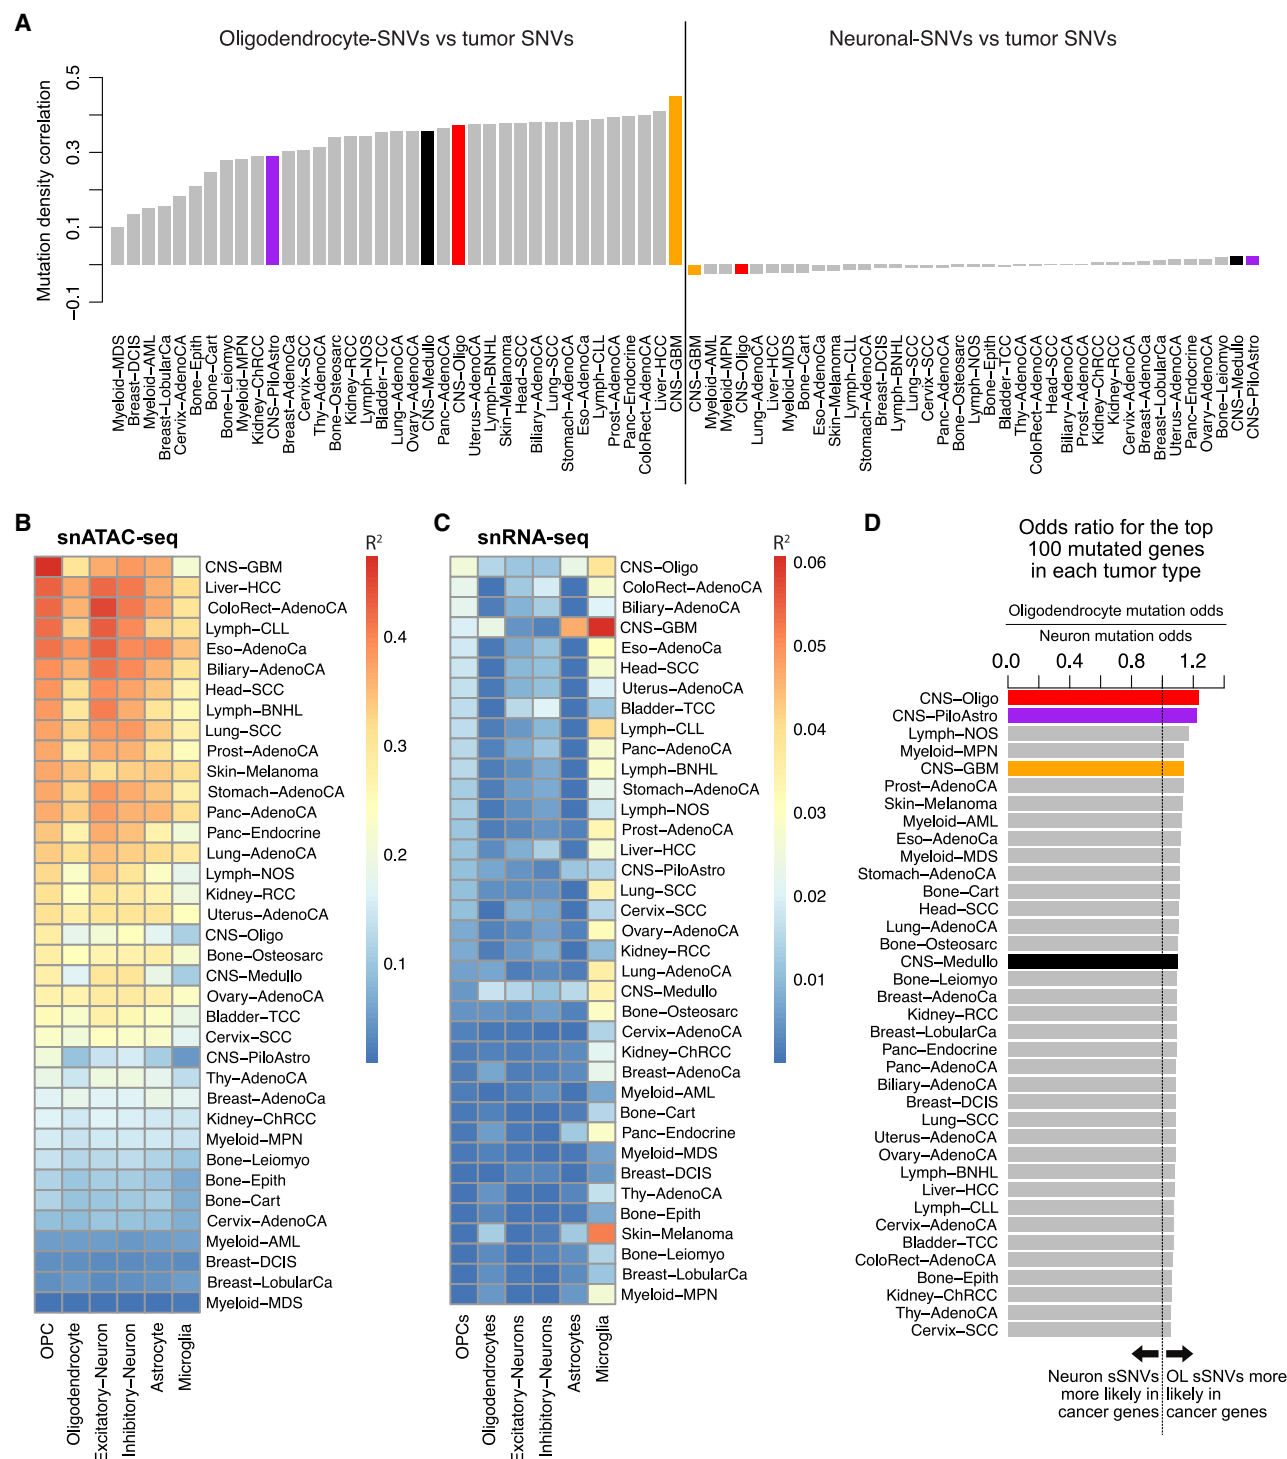 A
Oligodendrocyte-SNVs vs tumor SNVs
Neuronal-SNVs vs tumor SNVs
Mutation density correlation
0.5
0.3
0.1
−0.1
Myeloid−MDS
Breast−DCIS
Myeloid−AML
Breast−LobularCa
Cervix−AdenoCA
Bone−Epith
Bone−Cart
Bone−Leiomyo
Myeloid−MPN
Kidney−ChRCC
CNS−PiloAstro
Breast−AdenoCa
Cervix−SCC
Thy−AdenoCA
Bone−Osteosarc
Kidney−RCC
Lymph−NOS
Bladder−TCC
Lung−AdenoCA
Ovary−AdenoCA
CNS−Medullo
Panc−AdenoCA
CNS−Oligo
Uterus−AdenoCA
Lymph−BNHL
Skin−Melanoma
Head−SCC
Biliary−AdenoCA
Lung−SCC
Stomach−AdenoCA
Eso−AdenoCa
Lymph−CLL
Prost−AdenoCA
Panc−Endocrine
ColoRect−AdenoCA
Liver−HCC
CNS−GBM
CNS−GBM
Myeloid−AML
Myeloid−MPN
CNS−Oligo
Lung−AdenoCA
Liver−HCC
Myeloid−MDS
Bone−Cart
Eso−AdenoCa
Skin−Melanoma
Lymph−CLL
Stomach−AdenoCA
Breast−DCIS
Lymph−BNHL
Lung−SCC
Cervix−SCC
Panc−AdenoCA
Bone−Osteosarc
Lymph−NOS
Bone−Epith
Bladder−TCC
Thy−AdenoCA
ColoRect−AdenoCA
Head−SCC
Biliary−AdenoCA
Prost−AdenoCA
Kidney−ChRCC
Kidney−RCC
Cervix−AdenoCA
Breast−AdenoCa
Breast−LobularCa
Uterus−AdenoCA
Panc−Endocrine
Ovary−AdenoCA
Bone−Leiomyo
CNS−Medullo
CNS−PiloAstro
B
snATAC-seq
R²
0.4
0.3
0.2
0.1
CNS−GBM
Liver−HCC
ColoRect−AdenoCA
Lymph−CLL
Eso−AdenoCa
Biliary−AdenoCA
Head−SCC
Lymph−BNHL
Lung−SCC
Prost−AdenoCA
Skin−Melanoma
Stomach−AdenoCA
Panc−AdenoCA
Panc−Endocrine
Lung−AdenoCA
Lymph−NOS
Kidney−RCC
Uterus−AdenoCA
CNS−Oligo
Bone−Osteosarc
CNS−Medullo
Ovary−AdenoCA
Bladder−TCC
Cervix−SCC
CNS−PiloAstro
Thy−AdenoCA
Breast−AdenoCa
Kidney−ChRCC
Myeloid−MPN
Bone−Leiomyo
Bone−Epith
Bone−Cart
Cervix−AdenoCA
Myeloid−AML
Breast−DCIS
Breast−LobularCa
Myeloid−MDS
OPC
Oligodendrocyte
Excitatory−Neuron
Inhibitory−Neuron
Astrocyte
Microglia
C
snRNA-seq
R²
0.06
0.05
0.04
0.03
0.02
0.01
CNS−Oligo
ColoRect−AdenoCA
Biliary−AdenoCA
CNS−GBM
Eso−AdenoCa
Head−SCC
Uterus−AdenoCA
Bladder−TCC
Lymph−CLL
Panc−AdenoCA
Lymph−BNHL
Stomach−AdenoCA
Lymph−NOS
Prost−AdenoCA
Liver−HCC
CNS−PiloAstro
Lung−SCC
Cervix−SCC
Ovary−AdenoCA
Kidney−RCC
Lung−AdenoCA
CNS−Medullo
Bone−Osteosarc
Cervix−AdenoCA
Kidney−ChRCC
Breast−AdenoCa
Myeloid−AML
Bone−Cart
Panc−Endocrine
Myeloid−MDS
Breast−DCIS
Thy−AdenoCA
Bone−Epith
Skin−Melanoma
Bone−Leiomyo
Breast−LobularCa
Myeloid−MPN
OPCs
Oligodendrocytes
Excitatory−Neurons
Inhibitory−Neurons
Astrocytes
Microglia
D
Odds ratio for the top
100 mutated genes
in each tumor type
Oligodendrocyte mutation odds
Neuron mutation odds
0.0 0.4 0.8 1.2
CNS−Oligo
CNS−PiloAstro
Lymph−NOS
Myeloid−MPN
CNS−GBM
Prost−AdenoCA
Skin−Melanoma
Myeloid−AML
Eso−AdenoCa
Myeloid−MDS
Stomach−AdenoCA
Bone−Cart
Head−SCC
Lung−AdenoCA
Bone−Osteosarc
CNS−Medullo
Bone−Leiomyo
Breast−AdenoCa
Kidney−RCC
Breast−LobularCa
Panc−Endocrine
Panc−AdenoCA
Biliary−AdenoCA
Breast−DCIS
Lung−SCC
Uterus−AdenoCA
Ovary−AdenoCA
Lymph−BNHL
Liver−HCC
Lymph−CLL
Cervix−AdenoCA
Bladder−TCC
ColoRect−AdenoCA
Bone−Epith
Kidney−ChRCC
Thy−AdenoCA
Cervix−SCC
Neuron sSNVs
more likely in
cancer genes
OL sSNVs more
likely in
cancer genes